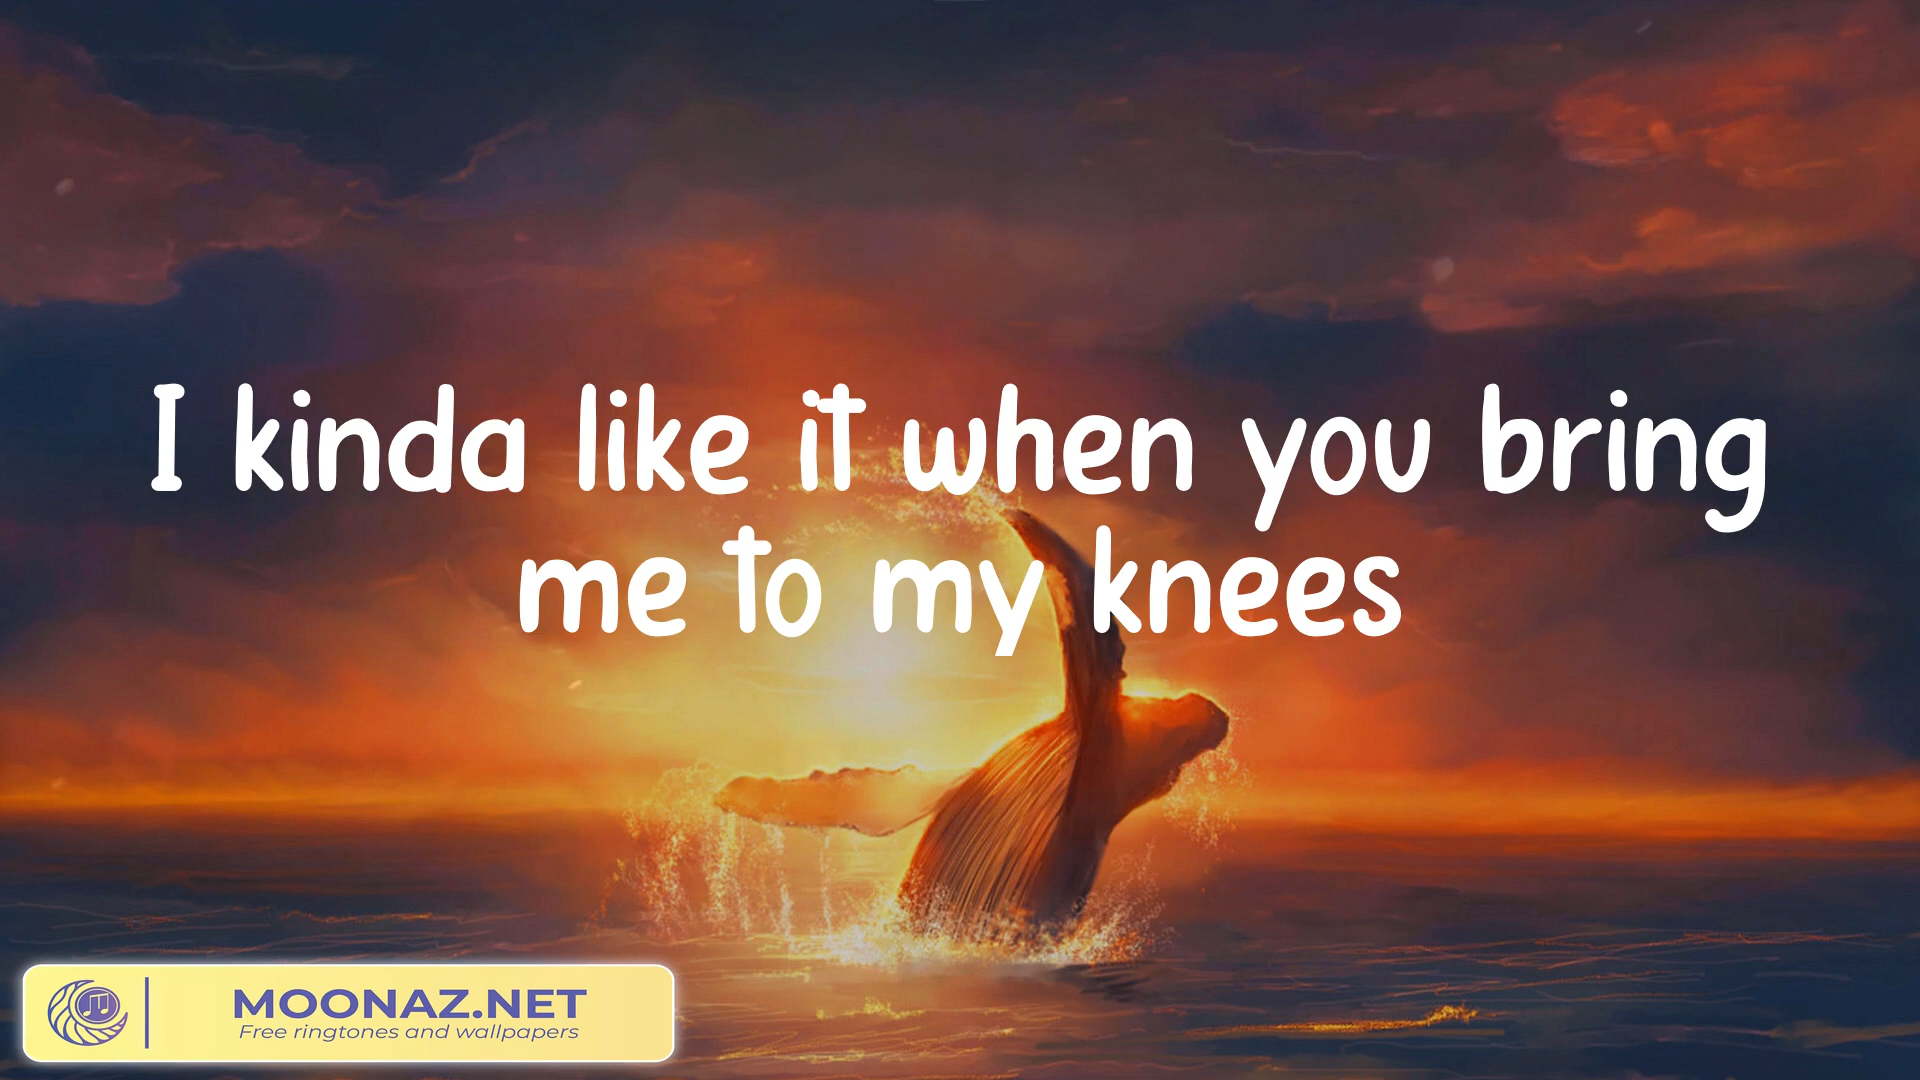 I kinda like it when you bring
me to my knees
MOONAZ.NET
Free ringtones and wallpapers